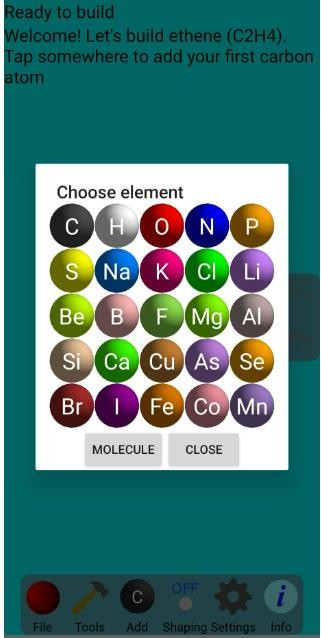 Ready to build
Welcome! Let's build ethene (C2H4).
Tap somewhere to add your first carbon
atom
Choose element
C H O N P
S Na K Cl Li
Be B F Mg Al
Si Ca Cu As Se
Br I Fe Co Mn
MOLECULE CLOSE
C OFF i
File Tools Add Shaping Settings Info